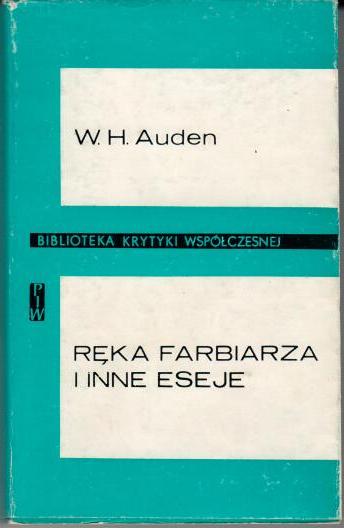 W. H. Auden
BIBLIOTEKA KRYTYKI WSPÓŁCZESNEJ
PIW
RĘKA FARBIARZA
I INNE ESEJE